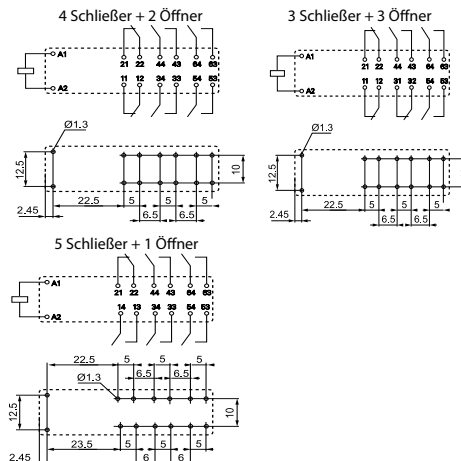 4 Schließer + 2 Öffner
A1
A2
21 22 44 43 64 63
11 12 34 33 54 53
Ø1.3
12.5
10
2.45
22.5
5 5 5
6.5 6.5
3 Schließer + 3 Öffner
A1
A2
21 22 44 43 64 63
11 12 31 32 54 53
Ø1.3
12.5
2.45
22.5
5 5 5
6.5 6.5
5 Schließer + 1 Öffner
A1
A2
21 22 44 43 64 63
14 13 34 33 54 53
22.5
5 5 5
Ø1.3
6.5 6.5
12.5
10
23.5
5 5 5
2.45
6 6